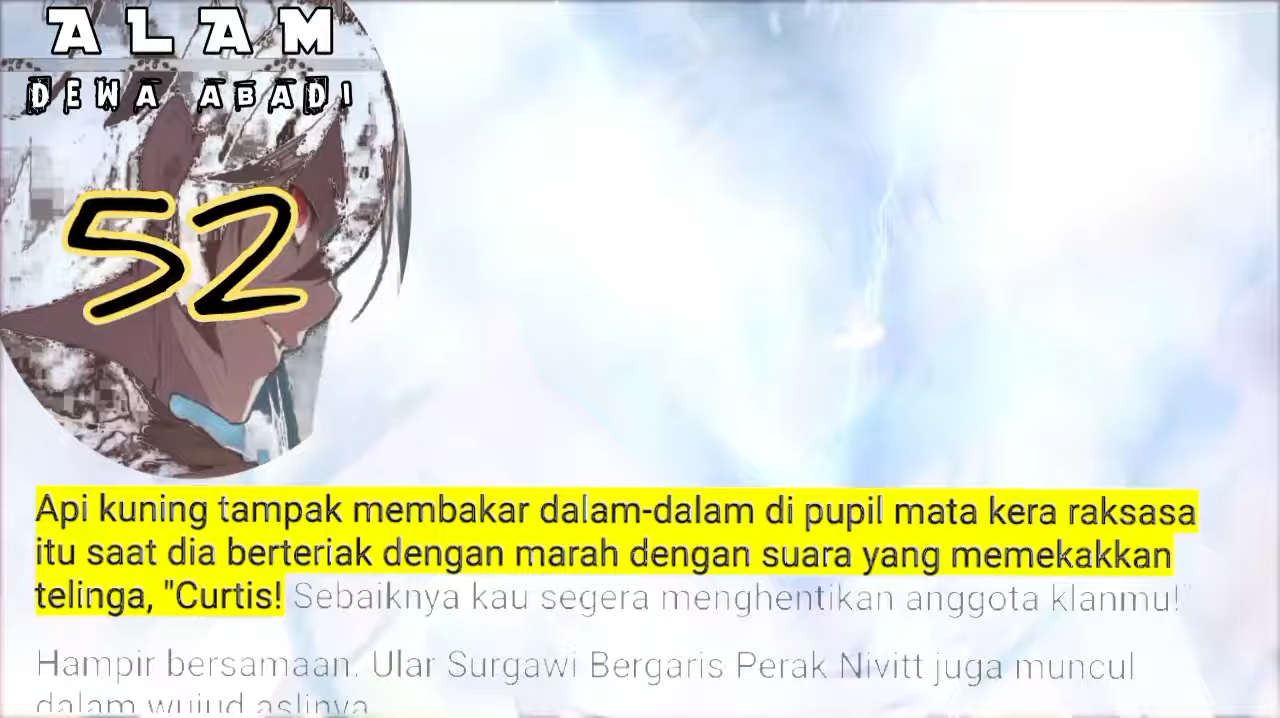 ALAM
DEWA ABADI
52
Api kuning tampak membakar dalam-dalam di pupil mata kera raksasa
itu saat dia berteriak dengan marah dengan suara yang memekakkan
telinga, "Curtis! Sebaiknya kau segera menghentikan anggota klanmu!"
Hampir bersamaan. Ular Surgawi Bergaris Perak Nivitt juga muncul
dalam wujud aslinya